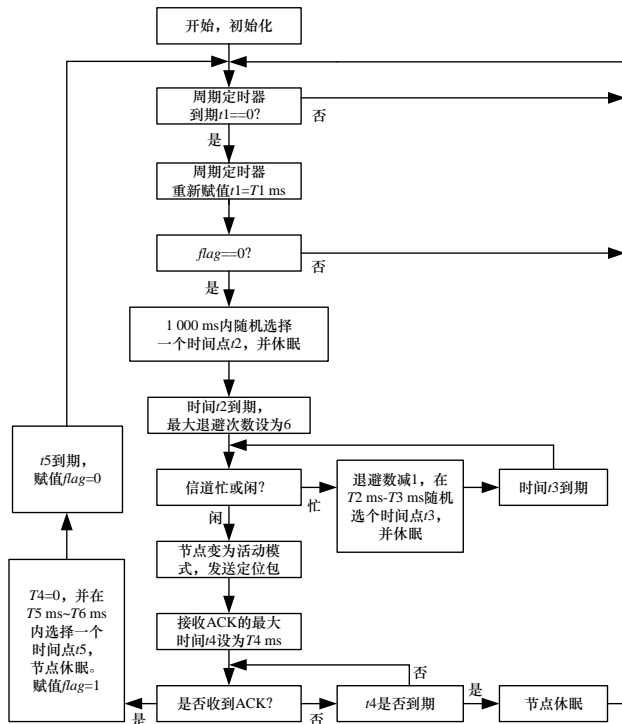 开始，初始化
周期定时器
到期t1==0?
否
是
周期定时器
重新赋值t1=T1 ms
flag==0?
否
是
1 000 ms内随机选择
一个时间点t2，并休眠
时间t2到期，
最大退避次数设为6
t5到期，
赋值flag=0
信道忙或闲?
忙
退避数减1，在
T2 ms-T3 ms随机
选个时间点t3，
并休眠
时间t3到期
闲
节点变为活动模
式，发送定位包
T4=0，并在
T5 ms~T6 ms
内选择一个
时间点t5，
节点休眠。
赋值flag=1
接收ACK的最大
时间t4设为T4 ms
否
是
是否收到ACK?
否
t4是否到期
是
节点休眠